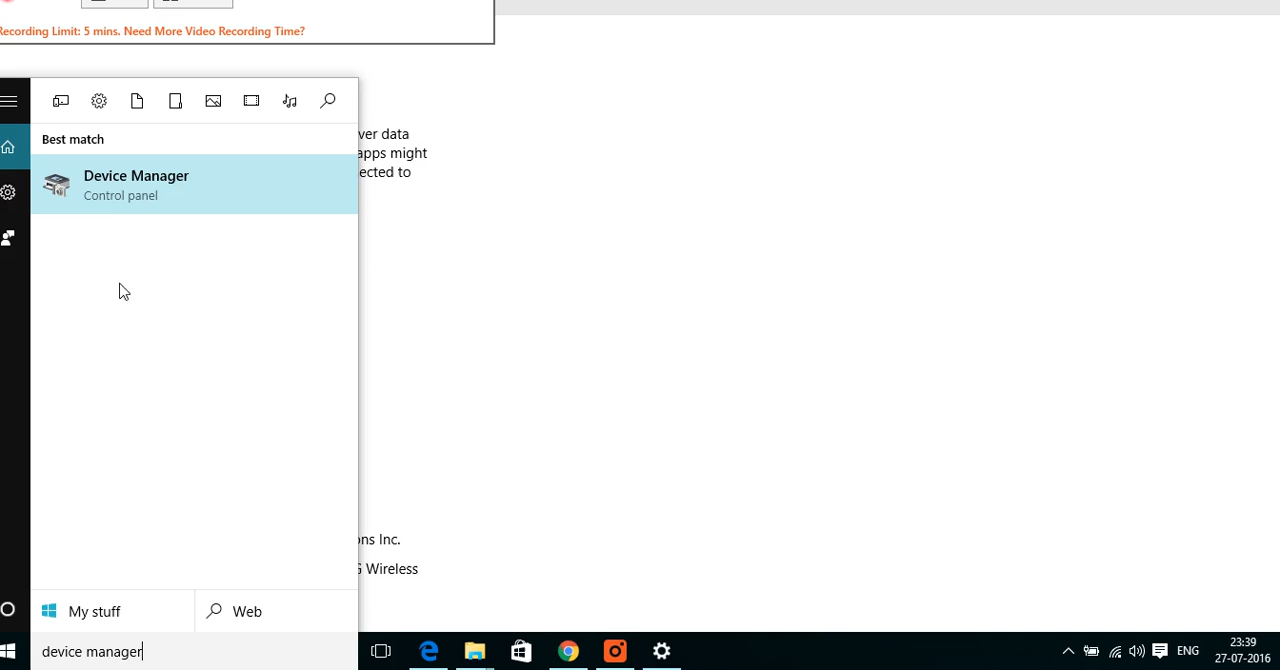 Recording Limit: 5 mins. Need More Video Recording Time?
ver data
apps might
ected to
Best match
Device Manager
Control panel
ons Inc.
G Wireless
My stuff
Web
device manager
ENG
23:39
27-07-2016